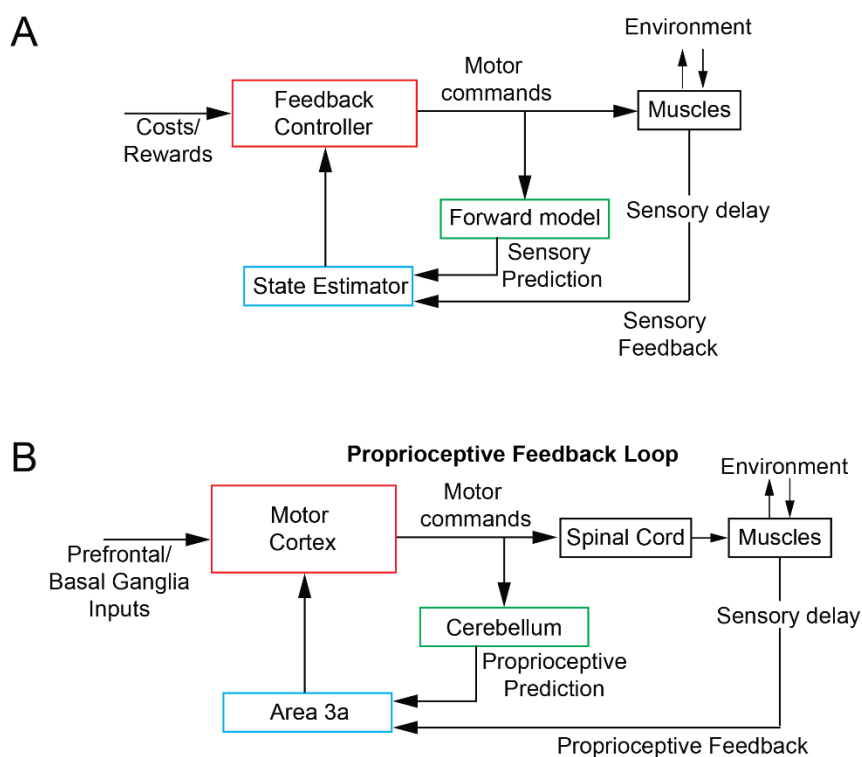 A
Environment
Motor
commands
Feedback
Controller
Muscles
Costs/
Rewards
Forward model
Sensory delay
Sensory
Prediction
State Estimator
Sensory
Feedback
B
Proprioceptive Feedback Loop
Environment
Motor
commands
Motor
Cortex
Spinal Cord
Muscles
Prefrontal/
Basal Ganglia
Inputs
Sensory delay
Cerebellum
Proprioceptive
Prediction
Area 3a
Proprioceptive Feedback